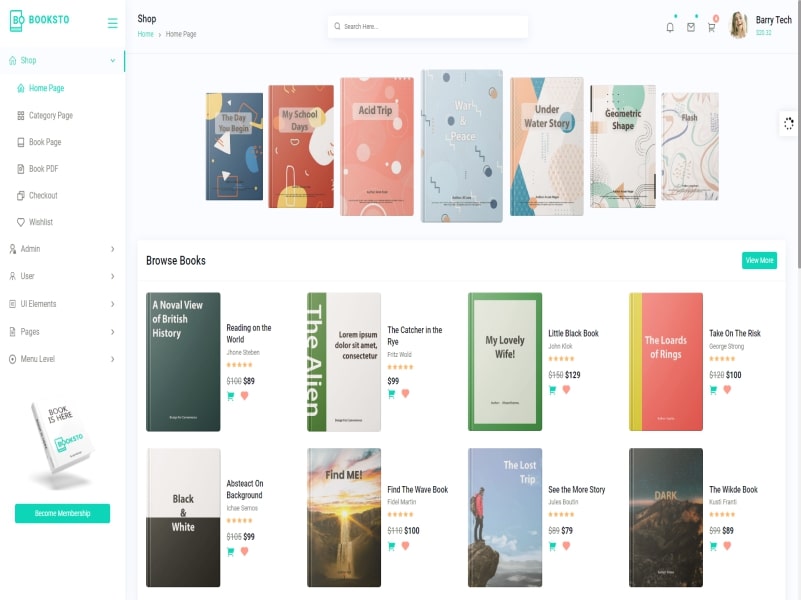 BOOKSTO
Shop
Home Page
Category Page
Book Page
Book PDF
Checkout
Wishlist
Admin
User
UI Elements
Pages
Menu Level
BOOK
IS HERE
BOOKSTO
Become Membership
Shop
Home › Home Page
Search Here...
Barry Tech
The Day
You Begin
My School
Days
Acid Trip
War
&
Peace
Under
Water Story
Geometric
Shape
Flash
Browse Books
View More
A Noval View
of British
History
Reading on the
World
Jhone Steben
$100 $89
The Alien
Lorem ipsum
dolor sit amet,
consectetur
The Catcher in the
Rye
Fritz Wold
$99
My Lovely
Wife!
Little Black Book
John Klok
$150 $129
The Loards
of Rings
Take On The Risk
George Strong
$120 $100
Black
&
White
Absteact On
Background
Ichae Semos
$105 $99
Find ME!
Find The Wave Book
Fidel Martin
$110 $100
The Lost
Trip
See the More Story
Jules Boutin
$89 $79
DARK
The Wikde Book
Kusti Franti
$99 $89